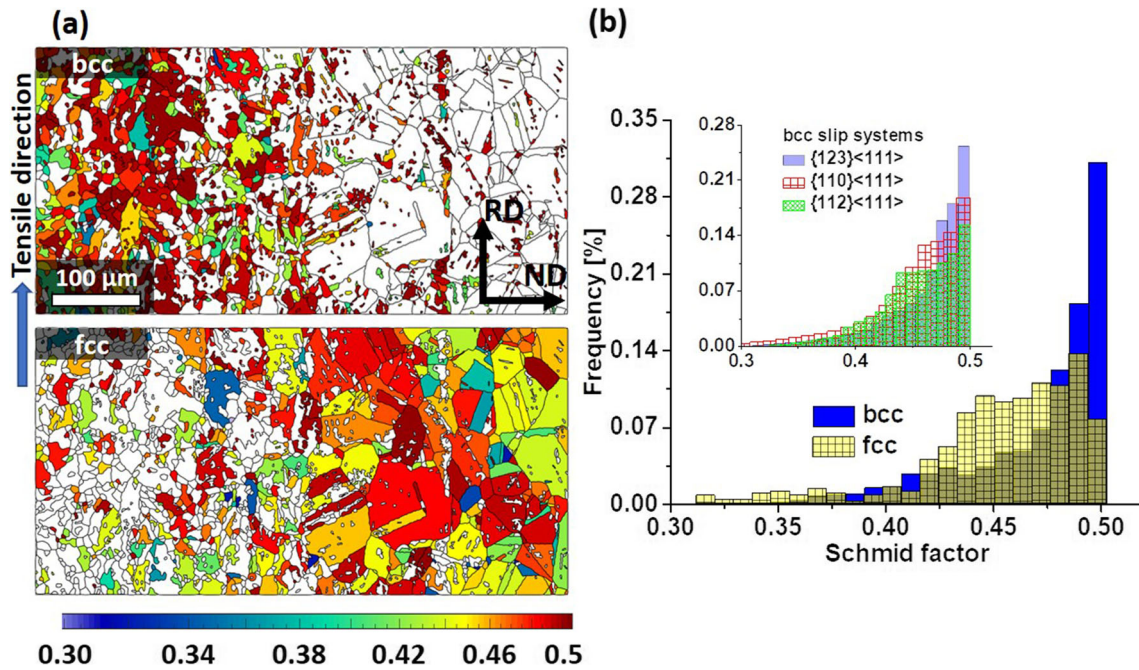 (a)
bcc
Tensile direction
100 μm
RD
ND
fcc
0.30 0.34 0.38 0.42 0.46 0.5
(b)
Frequency [%]
0.35
0.28
0.21
0.14
0.07
0.00
0.30 0.35 0.40 0.45 0.50
Schmid factor
bcc
fcc
0.28
0.21
0.14
0.07
0.00
0.3 0.4 0.5
bcc slip systems
{123}<111>
{110}<111>
{112}<111>